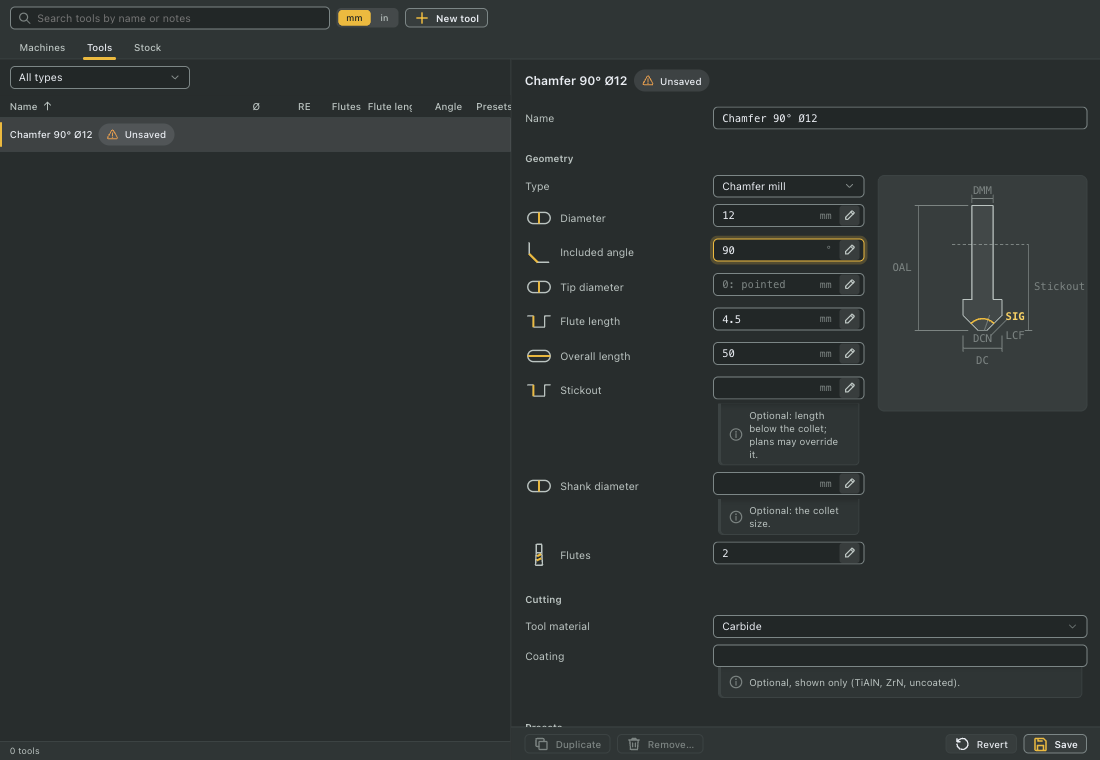 Search tools by name or notes
mm
in
New tool
Machines
Tools
Stock
All types
Name
Ø
RE
Flutes
Flute leng
Angle
Presets
Chamfer 90° Ø12
Unsaved
0 tools
Chamfer 90° Ø12
Unsaved
Name
Chamfer 90° Ø12
Geometry
Type
Chamfer mill
Diameter
12
mm
Included angle
90
°
Tip diameter
0: pointed
mm
Flute length
4.5
mm
Overall length
50
mm
Stickout
mm
Optional: length
below the collet;
plans may override
it.
Shank diameter
mm
Optional: the collet
size.
Flutes
2
DMM
OAL
Stickout
SIG
LCF
DCN
DC
Cutting
Tool material
Carbide
Coating
Optional, shown only (TiAlN, ZrN, uncoated).
Presets
Duplicate
Remove...
Revert
Save